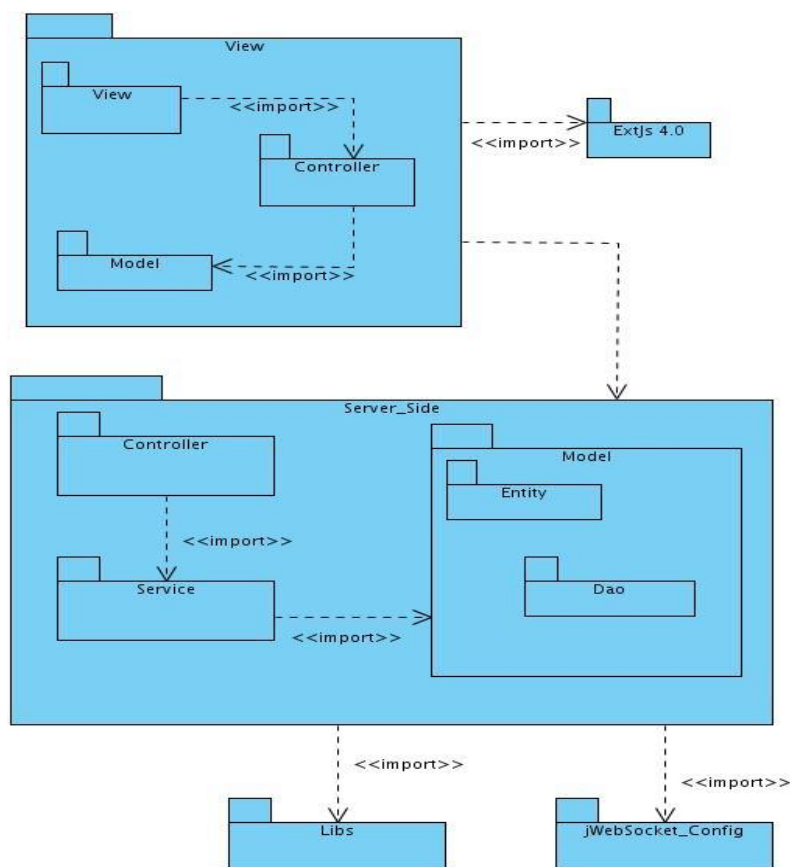 View
View
<<import>>
Controller
Model
<<import>>
ExtJs 4.0
<<import>>
Server_Side
Controller
<<import>>
Service
<<import>>
Model
Entity
Dao
<<import>>
<<import>>
Libs
jWebSocket_Config